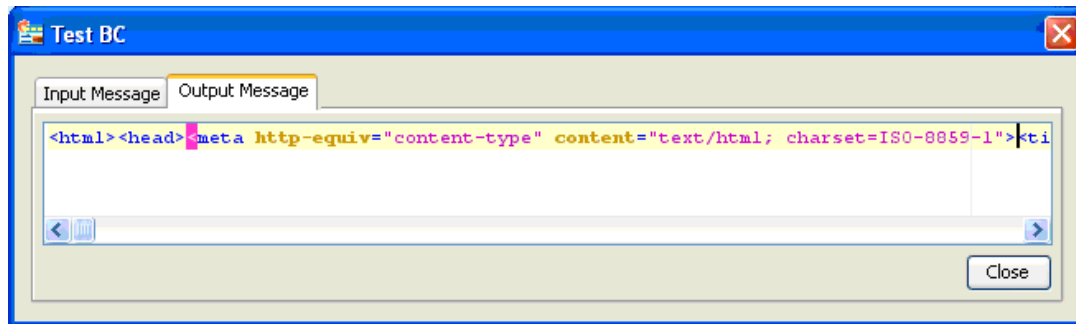 Test BC
Input Message
Output Message
<html><head><meta http-equiv="content-type" content="text/html; charset=ISO-8859-1"><ti
Close